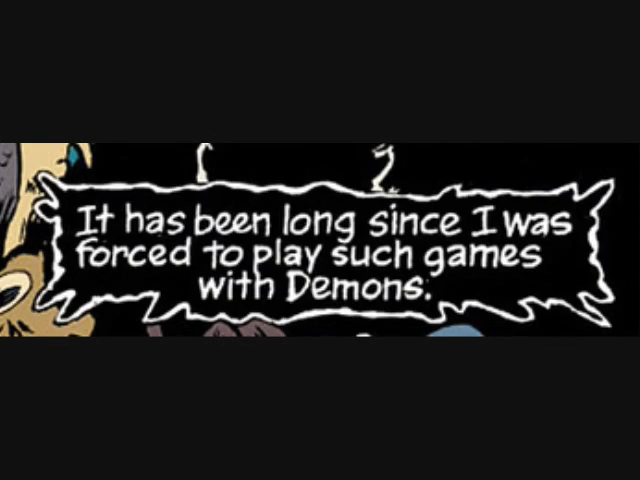 It has been long since I was
forced to play such games
with Demons.